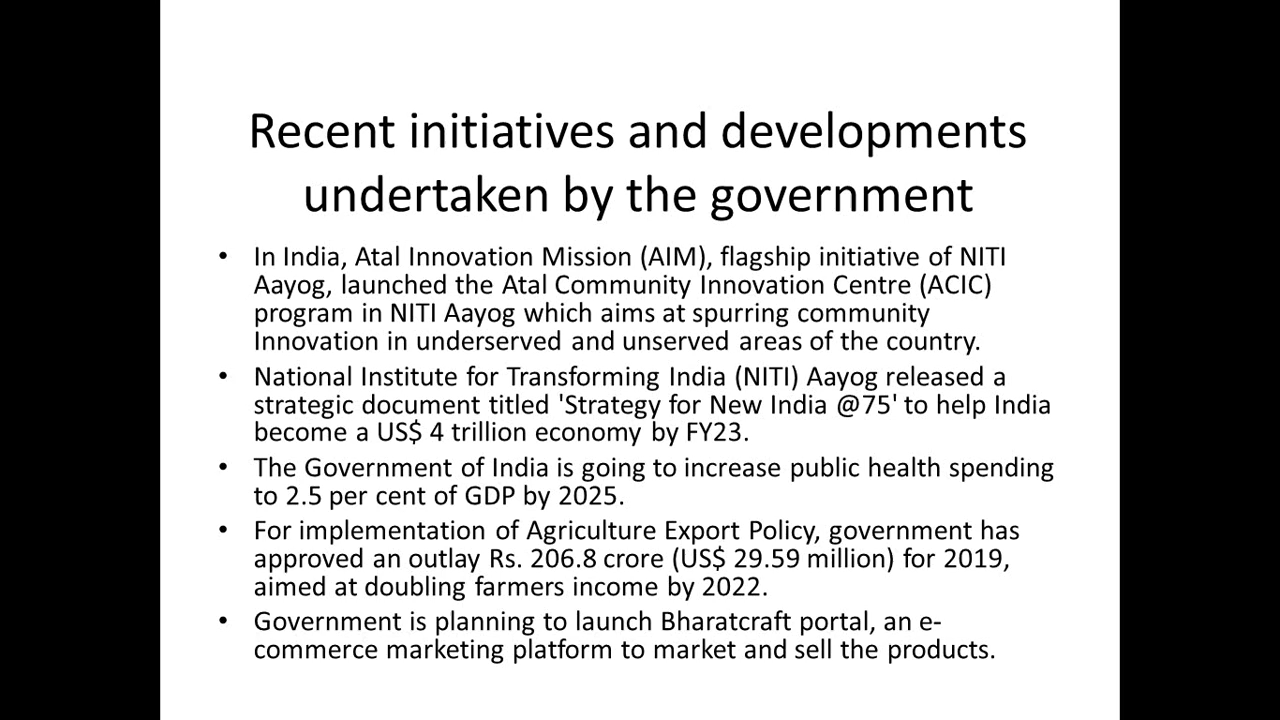 Recent initiatives and developments
undertaken by the government
• In India, Atal Innovation Mission (AIM), flagship initiative of NITI
Aayog, launched the Atal Community Innovation Centre (ACIC)
program in NITI Aayog which aims at spurring community
Innovation in underserved and unserved areas of the country.
• National Institute for Transforming India (NITI) Aayog released a
strategic document titled 'Strategy for New India @75' to help India
become a US$ 4 trillion economy by FY23.
• The Government of India is going to increase public health spending
to 2.5 per cent of GDP by 2025.
• For implementation of Agriculture Export Policy, government has
approved an outlay Rs. 206.8 crore (US$ 29.59 million) for 2019,
aimed at doubling farmers income by 2022.
• Government is planning to launch Bharatcraft portal, an e-
commerce marketing platform to market and sell the products.